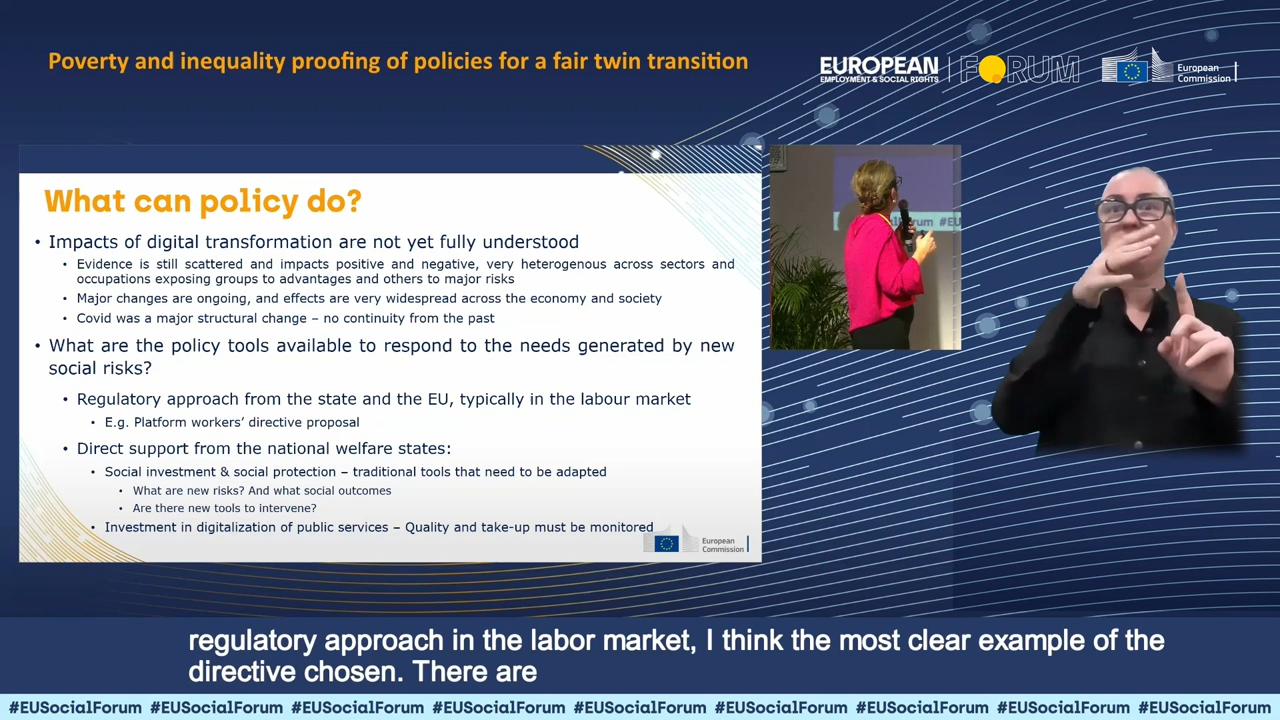 Poverty and inequality proofing of policies for a fair twin transition
EUROPEAN
EMPLOYMENT & SOCIAL RIGHTS
FORUM
European
Commission
What can policy do?
• Impacts of digital transformation are not yet fully understood
• Evidence is still scattered and impacts positive and negative, very heterogenous across sectors and
occupations exposing groups to advantages and others to major risks
• Major changes are ongoing, and effects are very widespread across the economy and society
• Covid was a major structural change – no continuity from the past
• What are the policy tools available to respond to the needs generated by new
social risks?
• Regulatory approach from the state and the EU, typically in the labour market
• E.g. Platform workers' directive proposal
• Direct support from the national welfare states:
• Social investment & social protection – traditional tools that need to be adapted
• What are new risks? And what social outcomes
• Are there new tools to intervene?
• Investment in digitalization of public services – Quality and take-up must be monitored
European
Commission
regulatory approach in the labor market, I think the most clear example of the
directive chosen. There are
#EUSocialForum #EUSocialForum #EUSocialForum #EUSocialForum #EUSocialForum #EUSocialForum #EUSocialForum #EUSocialForum #EUSocialForum